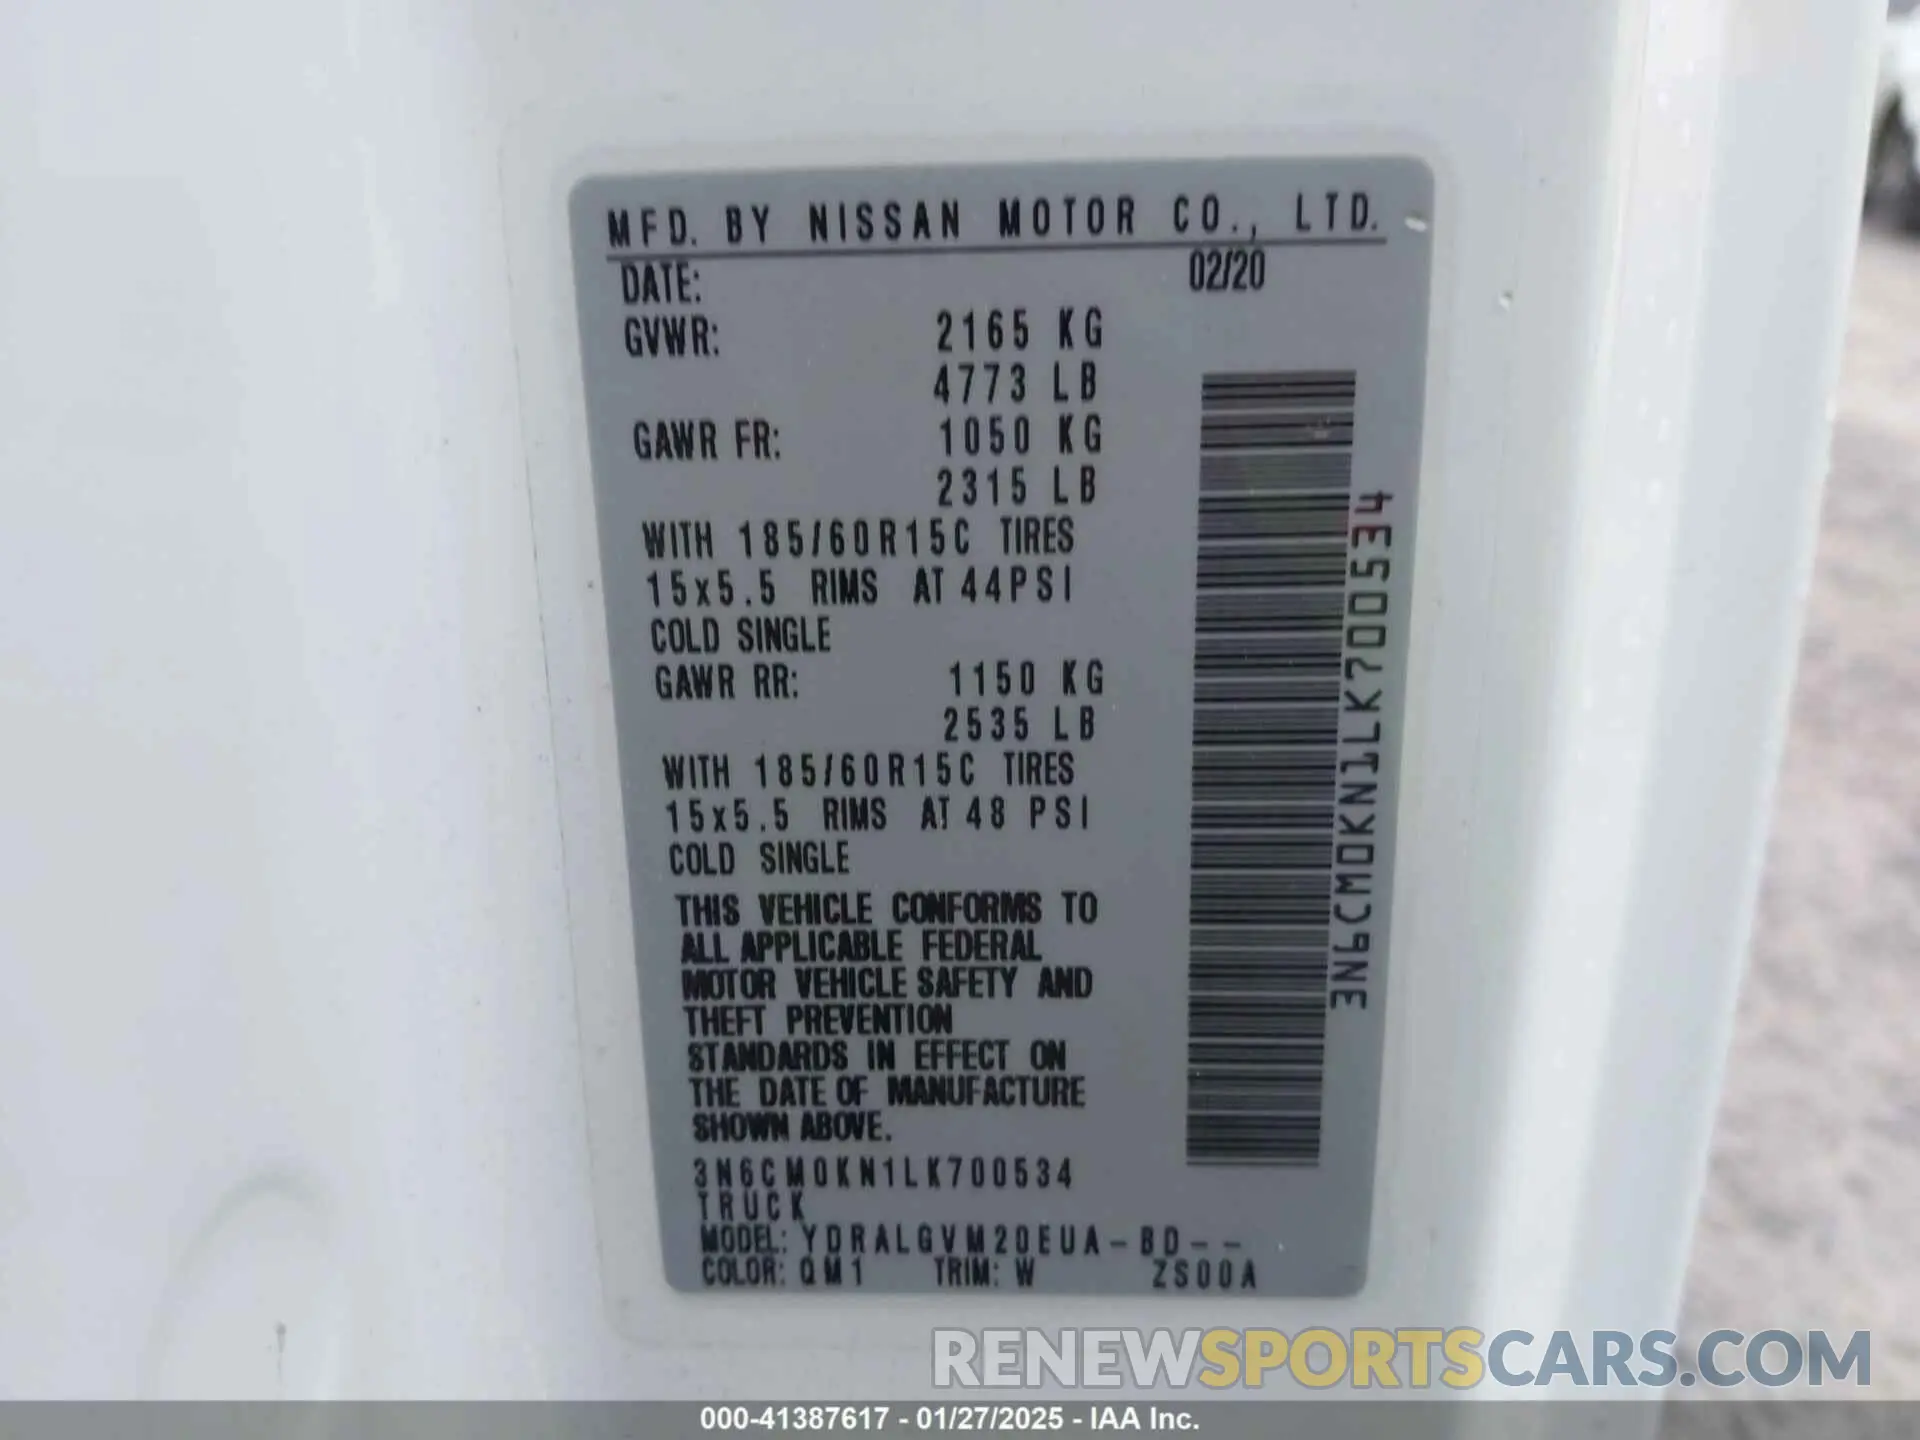 MFD. BY NISSAN MOTOR CO., LTD.
DATE: 02/20
GVWR: 2165 KG
4773 LB
GAWR FR: 1050 KG
2315 LB
WITH 185/60R15C TIRES
15x5.5 RIMS AT 44PSI
COLD SINGLE
GAWR RR: 1150 KG
2535 LB
WITH 185/60R15C TIRES
15x5.5 RIMS AT 48 PSI
COLD SINGLE
THIS VEHICLE CONFORMS TO
ALL APPLICABLE FEDERAL
MOTOR VEHICLE SAFETY AND
THEFT PREVENTION
STANDARDS IN EFFECT ON
THE DATE OF MANUFACTURE
SHOWN ABOVE.
3N6CM0KN1LK700534
TRUCK
MODEL: YDRALGVM20EUA-BD--
COLOR: QM1 TRIM: W ZS00A
3N6CM0KN1LK700534
RENEWSPORTSCARS.COM
000-41387617 - 01/27/2025 - IAA Inc.